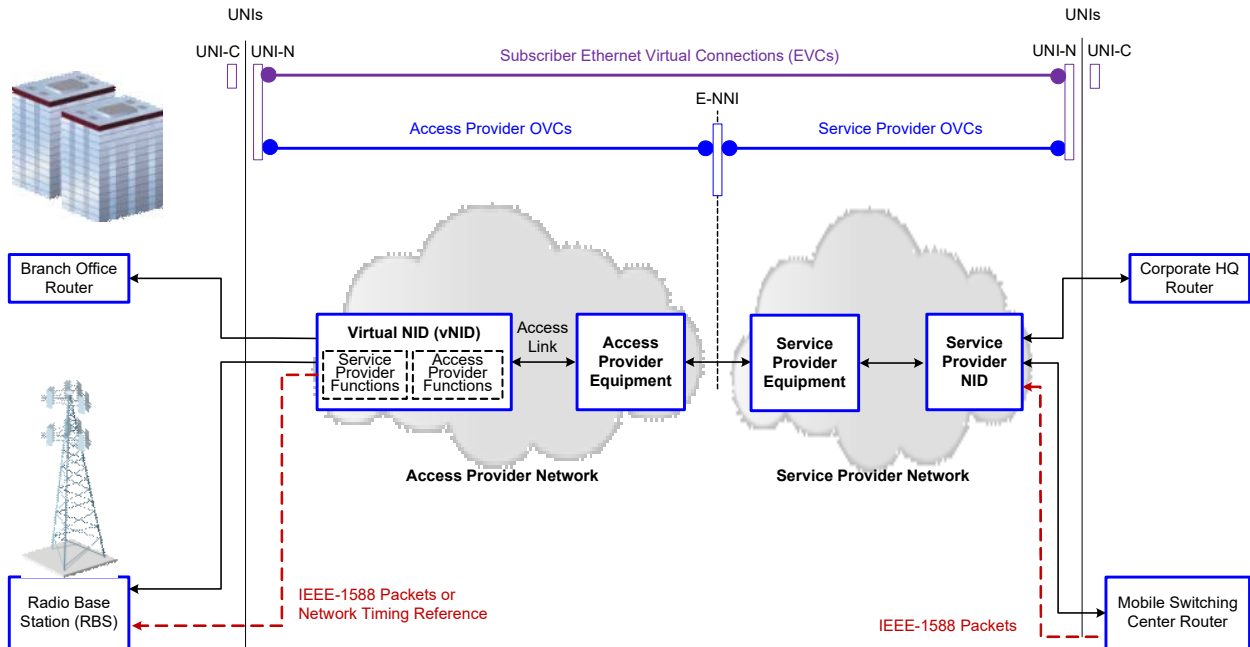 UNIs
UNIs
UNI-C
UNI-N
UNI-N
UNI-C
Subscriber Ethernet Virtual Connections (EVCs)
E-NNI
Access Provider OVCs
Service Provider OVCs
Branch Office
Router
Corporate HQ
Router
Virtual NID (vNID)
Service
Provider
Functions
Access
Provider
Functions
Access
Link
Access
Provider
Equipment
Service
Provider
Equipment
Service
Provider
NID
Access Provider Network
Service Provider Network
IEEE-1588 Packets or
Network Timing Reference
Radio Base
Station (RBS)
IEEE-1588 Packets
Mobile Switching
Center Router